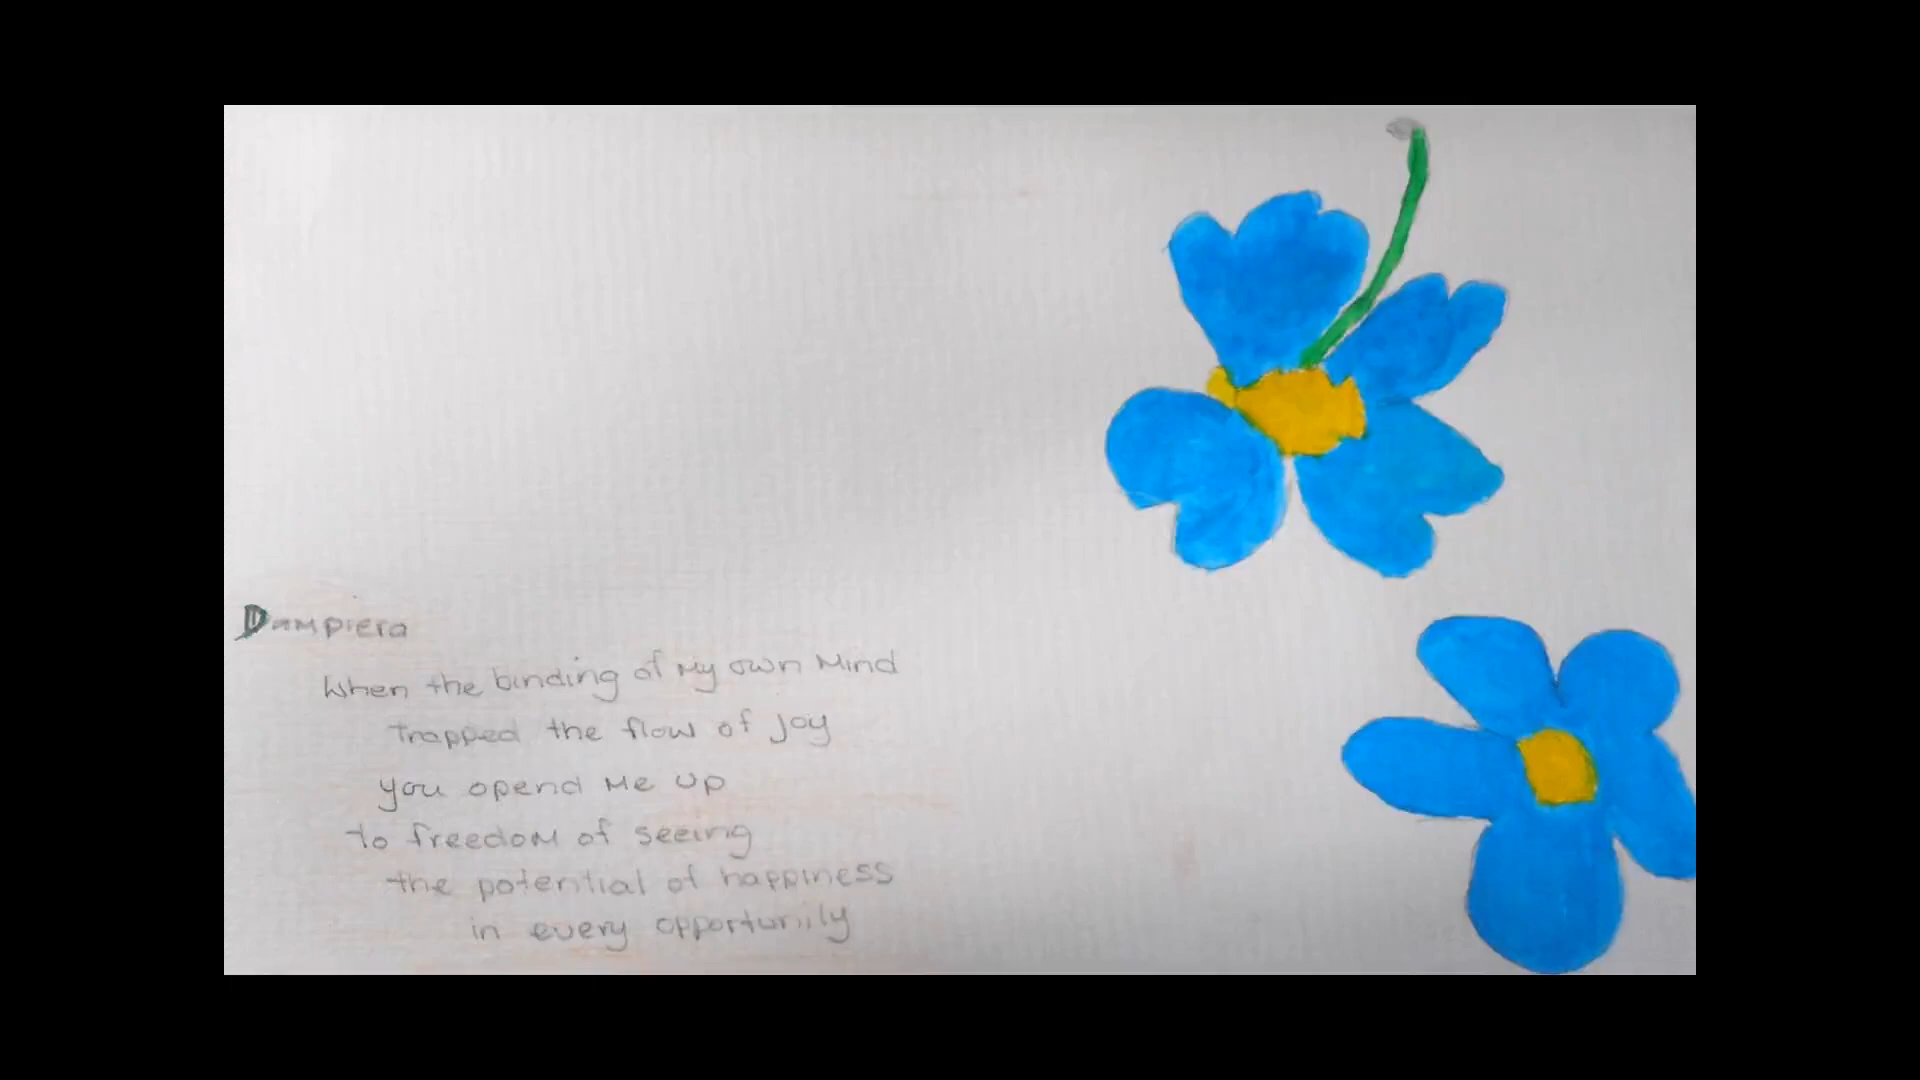 Dampiera
When the binding of my own mind
trapped the flow of joy
you opend me up
to freedom of seeing
the potential of happiness
in every opportunity